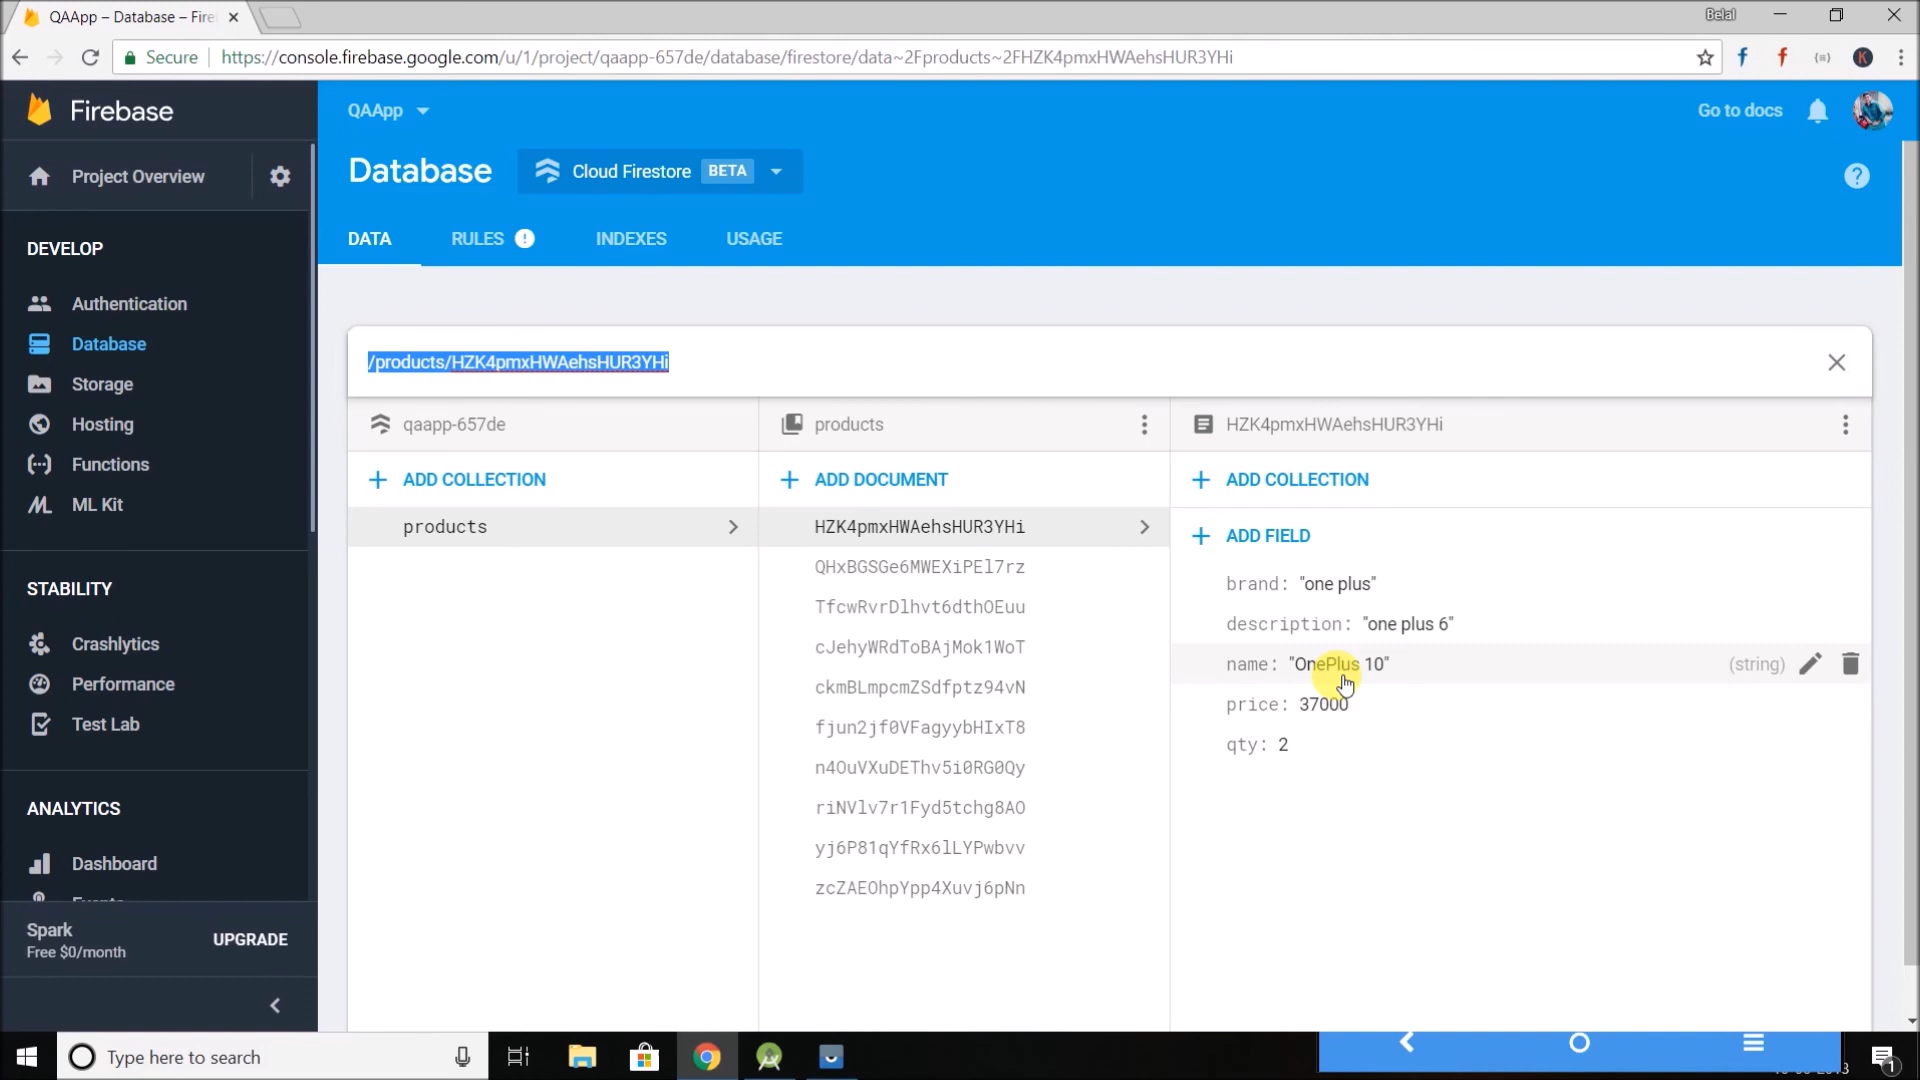 QAApp – Database – Fire
Belal
Secure
https://console.firebase.google.com/u/1/project/qaapp-657de/database/firestore/data~2Fproducts~2FHZK4pmxHWAehsHUR3YHi
Firebase
QAApp
Go to docs
Project Overview
Database
Cloud Firestore
BETA
DATA
RULES
INDEXES
USAGE
DEVELOP
Authentication
Database
Storage
Hosting
Functions
ML Kit
STABILITY
Crashlytics
Performance
Test Lab
ANALYTICS
Dashboard
Spark
Free $0/month
UPGRADE
/products/HZK4pmxHWAehsHUR3YHi
qaapp-657de
products
HZK4pmxHWAehsHUR3YHi
ADD COLLECTION
ADD DOCUMENT
ADD COLLECTION
products
HZK4pmxHWAehsHUR3YHi
QHxBGSGe6MWEXiPEl7rz
TfcwRvrDlhvt6dthOEuu
cJehyWRdToBAjMok1WoT
ckmBLmpcmZSdfptz94vN
fjun2jf0VFagyybHIxT8
n4OuVXuDEThv5i0RG0Qy
riNVlv7r1Fyd5tchg8AO
yj6P81qYfRx6lLYPwbvv
zcZAEOhpYpp4Xuvj6pNn
ADD FIELD
brand: "one plus"
description: "one plus 6"
name: "OnePlus 10"
(string)
price: 37000
qty: 2
Type here to search
1